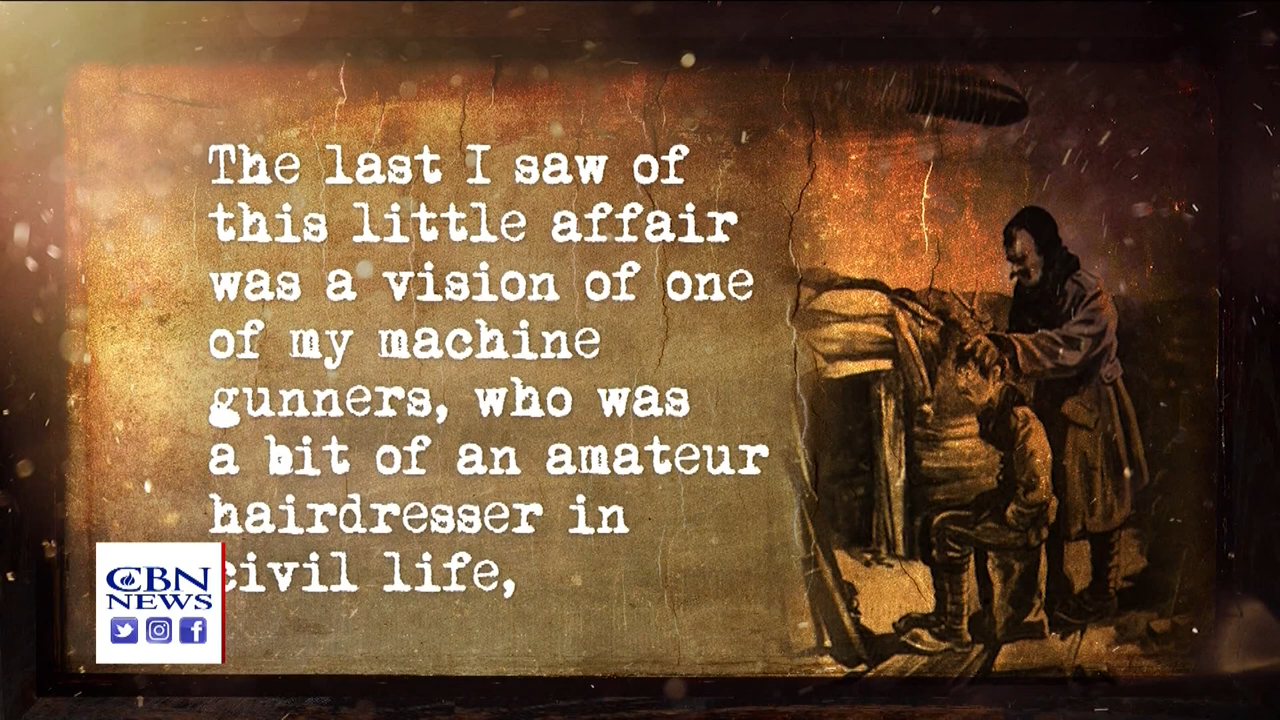 The last I saw of
this little affair
was a vision of one
of my machine
gunners, who was
a bit of an amateur
hairdresser in
civil life,
CBN
NEWS